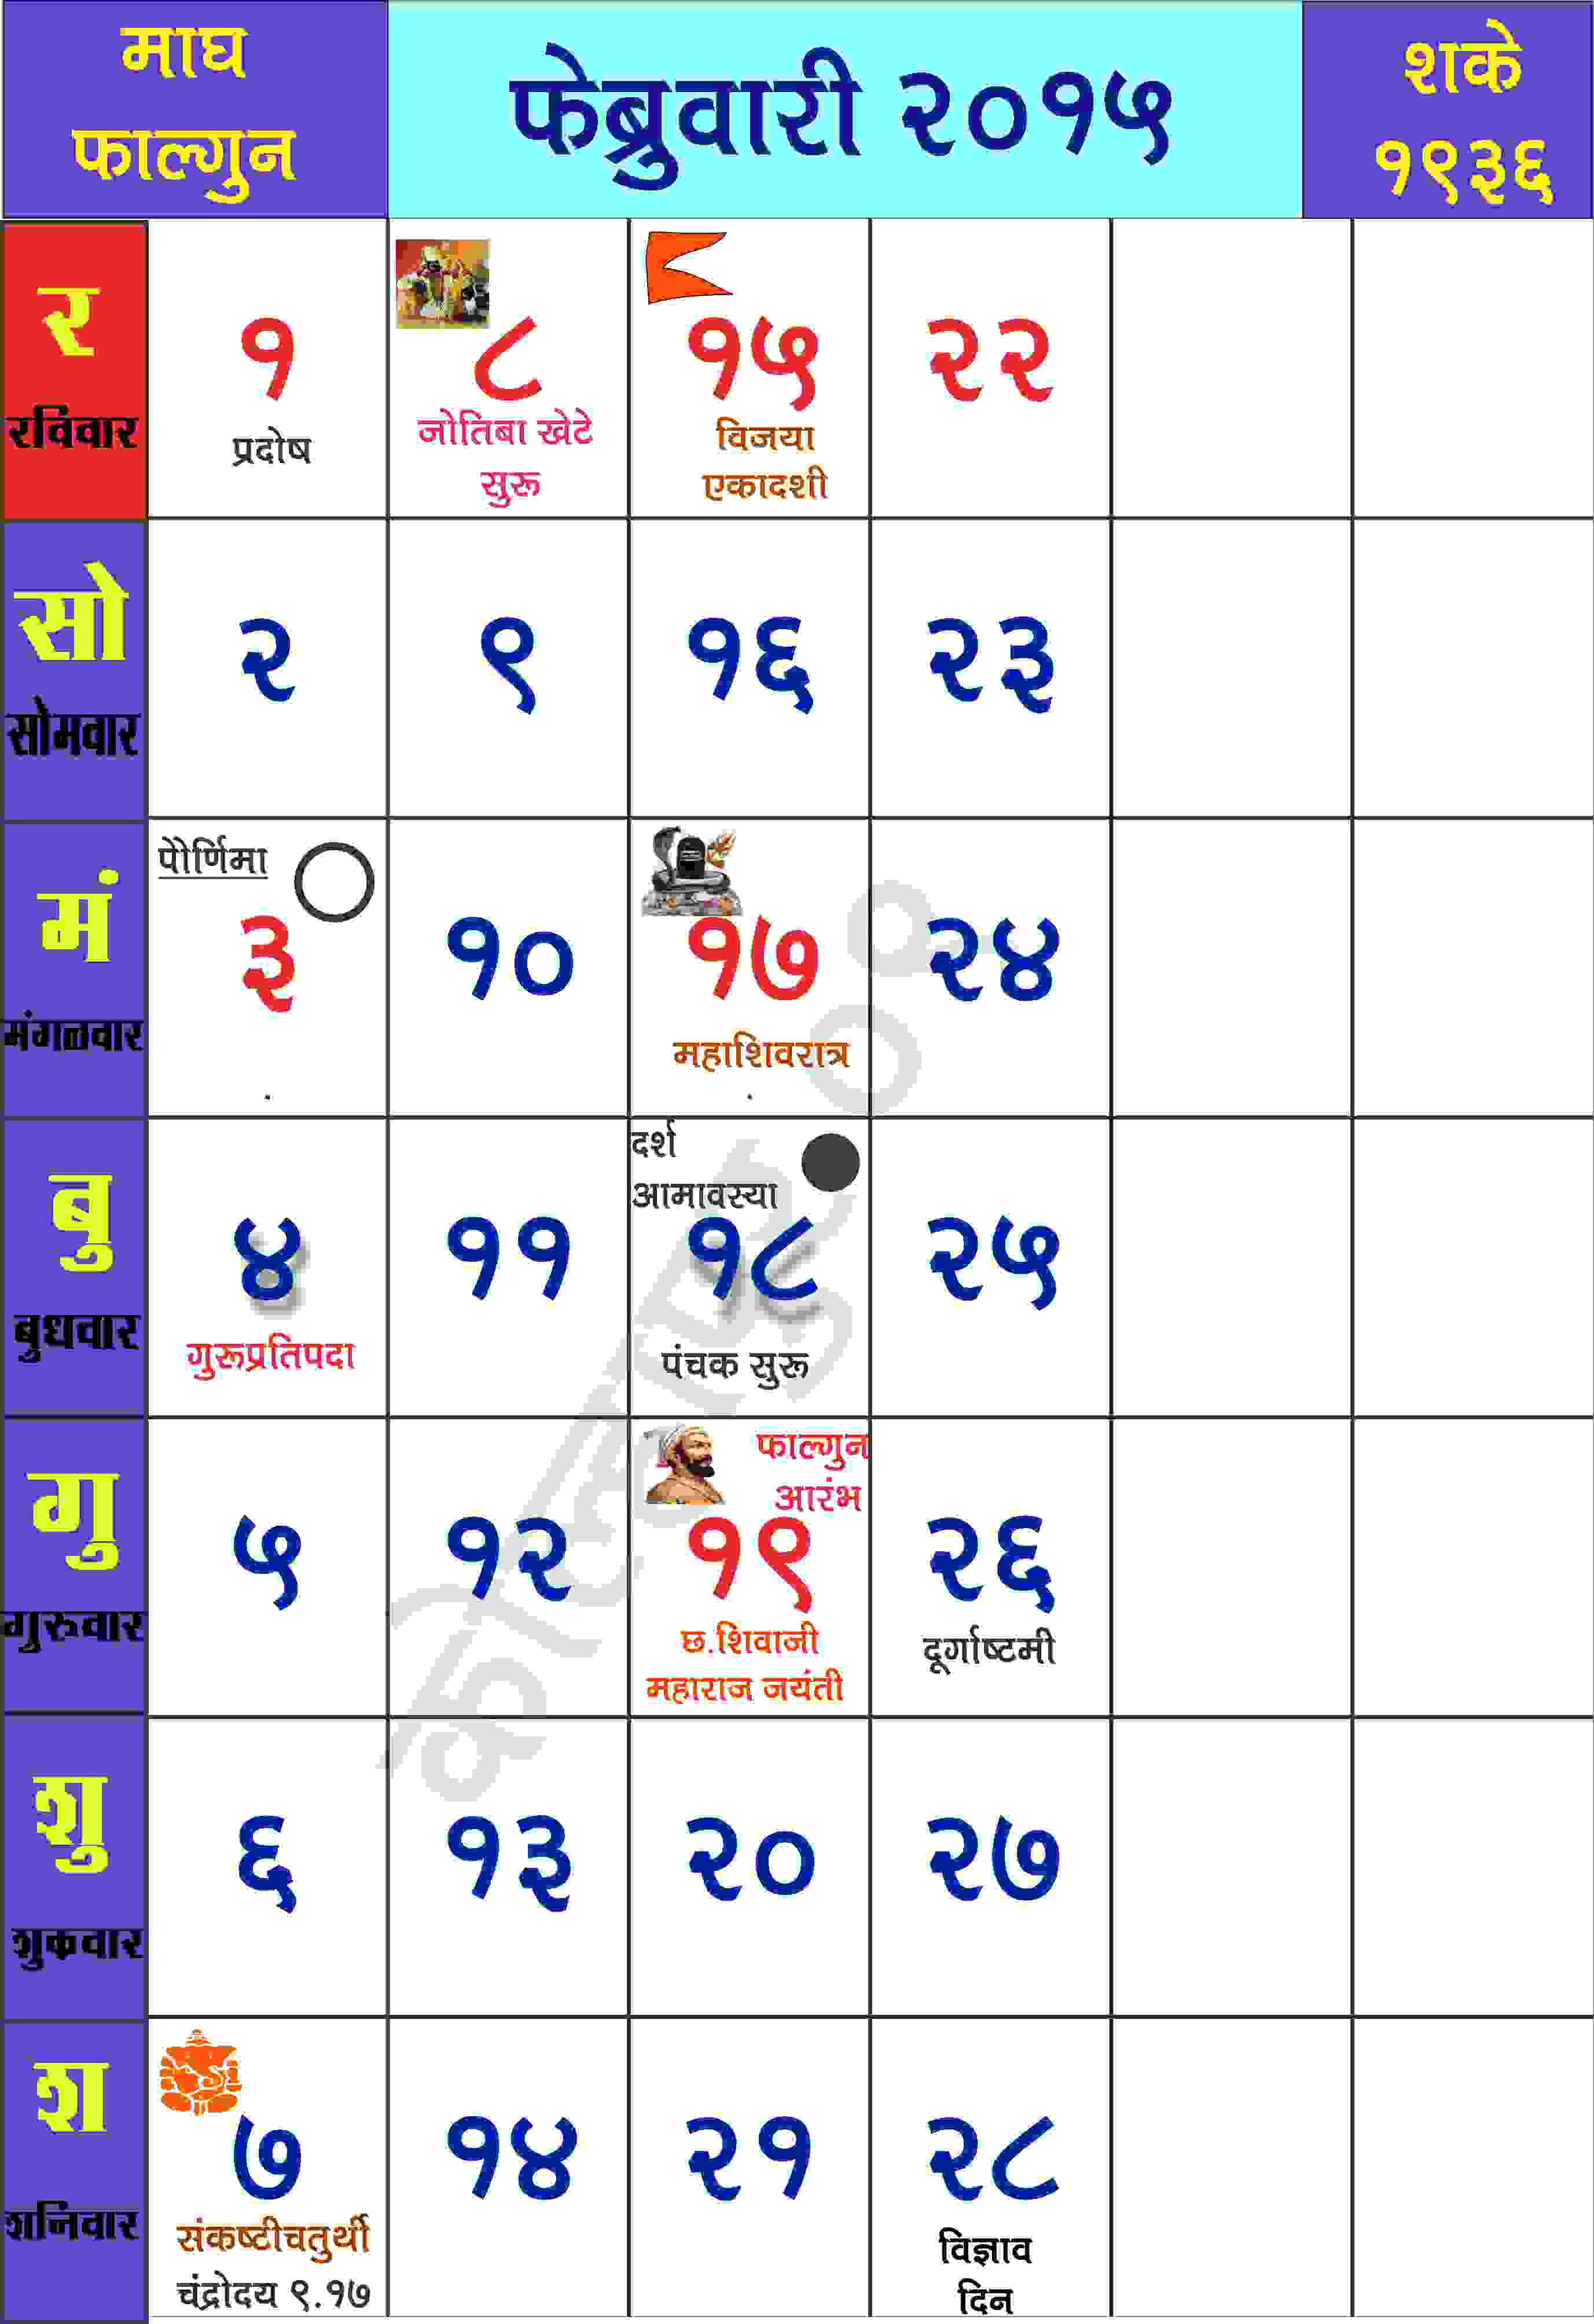 माघ
फाल्गुन
फेब्रुवारी २०१५
शके
१९३६
र
रविवार
१
प्रदोष
८
जोतिबा खेटे
सुरू
१५
विजया
एकादशी
२२
सो
सोमवार
२
९
१६
२३
मं
मंगळवार
पौर्णिमा
३
१०
१७
महाशिवरात्र
२४
बु
बुधवार
४
गुरूप्रतिपदा
११
दर्श
आमावस्या
१८
पंचक सुरू
२५
गु
गुरुवार
५
१२
फाल्गुन
आरंभ
१९
छ.शिवाजी
महाराज जयंती
२६
दूर्गाष्टमी
शु
शुक्रवार
६
१३
२०
२७
श
शनिवार
७
संकष्टीचतुर्थी
चंद्रोदय ९.१७
१४
२१
२८
विज्ञाव
दिन